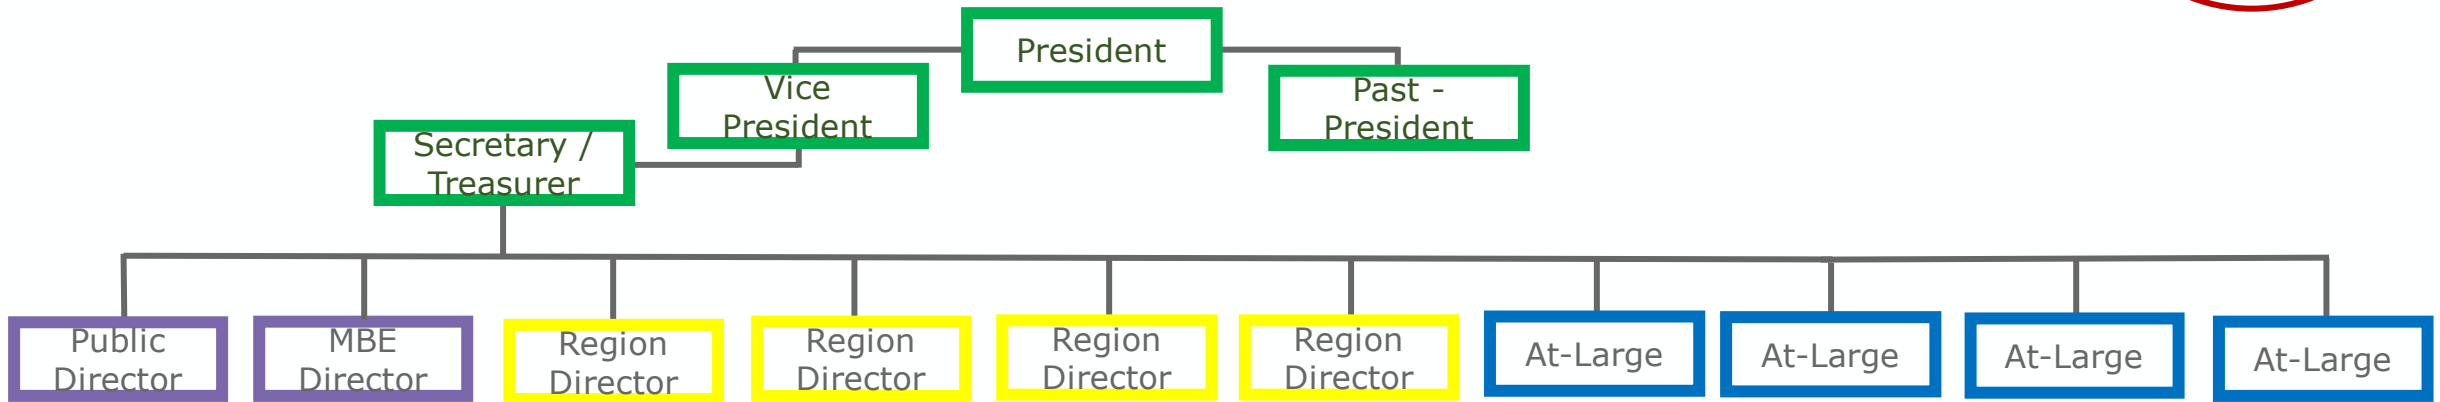 President
Vice
President
Past -
President
Secretary /
Treasurer
Public
Director
MBE
Director
Region
Director
Region
Director
Region
Director
Region
Director
At-Large
At-Large
At-Large
At-Large